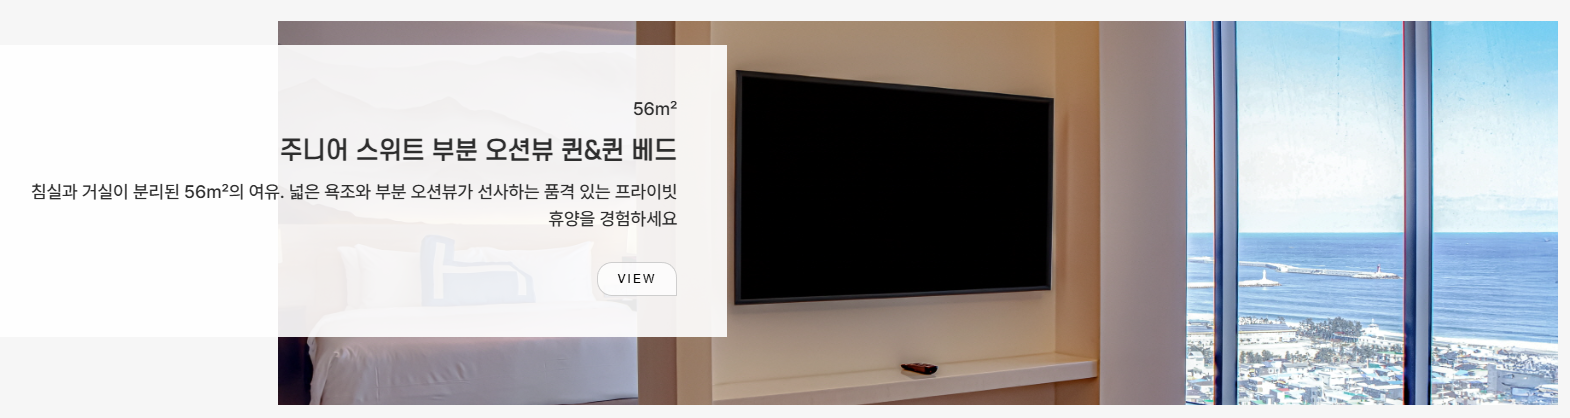 56m²
주니어 스위트 부분 오션뷰 퀸&퀸 베드
침실과 거실이 분리된 56m²의 여유. 넓은 욕조와 부분 오션뷰가 선사하는 품격 있는 프라이빗
휴양을 경험하세요
VIEW